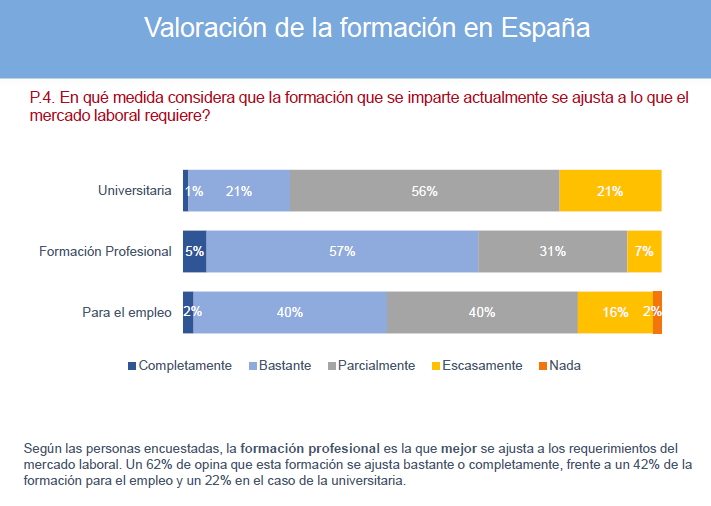 Valoración de la formación en España
P.4. En qué medida considera que la formación que se imparte actualmente se ajusta a lo que el
mercado laboral requiere?
Universitaria 1% 21% 56% 21%
Formación Profesional 5% 57% 31% 7%
Para el empleo 2% 40% 40% 16% 2%
Completamente Bastante Parcialmente Escasamente Nada
Según las personas encuestadas, la formación profesional es la que mejor se ajusta a los requerimientos del
mercado laboral. Un 62% de opina que esta formación se ajusta bastante o completamente, frente a un 42% de la
formación para el empleo y un 22% en el caso de la universitaria.